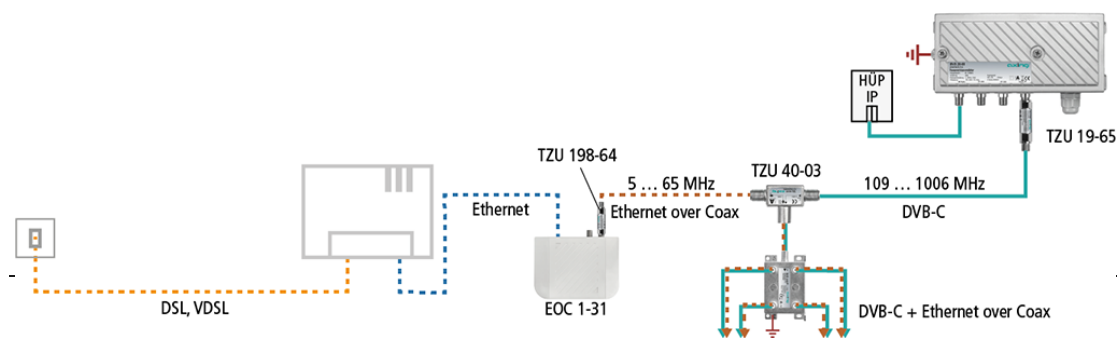 HÜP
IP
TZU 19-65
TZU 198-64
TZU 40-03
5 ... 65 MHz
109 ... 1006 MHz
Ethernet
Ethernet over Coax
DVB-C
DSL, VDSL
EOC 1-31
DVB-C + Ethernet over Coax